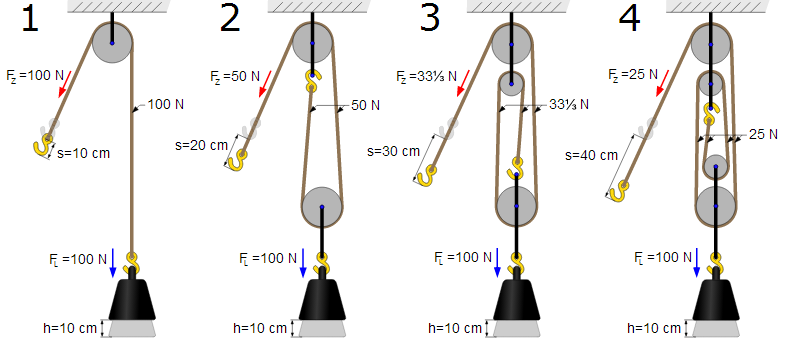 1
F_Z =100 N
100 N
s=10 cm
F_L =100 N
h=10 cm
2
F_Z =50 N
50 N
s=20 cm
F_L =100 N
h=10 cm
3
F_Z =33⅓ N
33⅓ N
s=30 cm
F_L =100 N
h=10 cm
4
F_Z =25 N
25 N
s=40 cm
F_L =100 N
h=10 cm